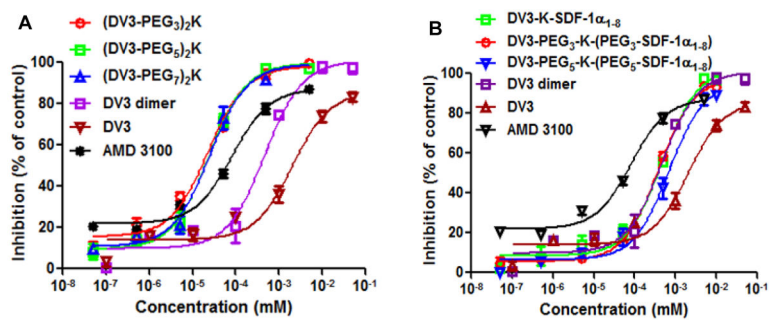 A
(DV3-PEG₃)₂K
(DV3-PEG₅)₂K
(DV3-PEG₇)₂K
DV3 dimer
DV3
AMD 3100
Inhibition (% of control)
100
80
60
40
20
0
10⁻⁸ 10⁻⁷ 10⁻⁶ 10⁻⁵ 10⁻⁴ 10⁻³ 10⁻² 10⁻¹
Concentration (mM)
B
DV3-K-SDF-1α₁₋₈
DV3-PEG₃-K-(PEG₃-SDF-1α₁₋₈)
DV3-PEG₅-K-(PEG₅-SDF-1α₁₋₈)
DV3 dimer
DV3
AMD 3100
Inhibition (% of control)
100
80
60
40
20
0
10⁻⁸ 10⁻⁷ 10⁻⁶ 10⁻⁵ 10⁻⁴ 10⁻³ 10⁻² 10⁻¹
Concentration (mM)